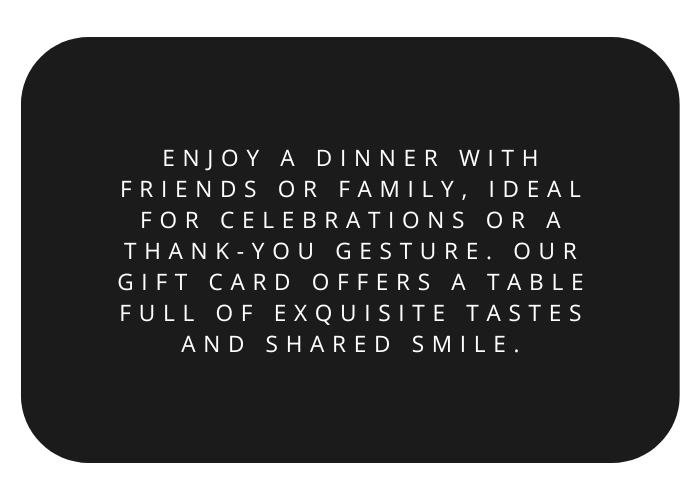 ENJOY A DINNER WITH
FRIENDS OR FAMILY, IDEAL
FOR CELEBRATIONS OR A
THANK-YOU GESTURE. OUR
GIFT CARD OFFERS A TABLE
FULL OF EXQUISITE TASTES
AND SHARED SMILE.